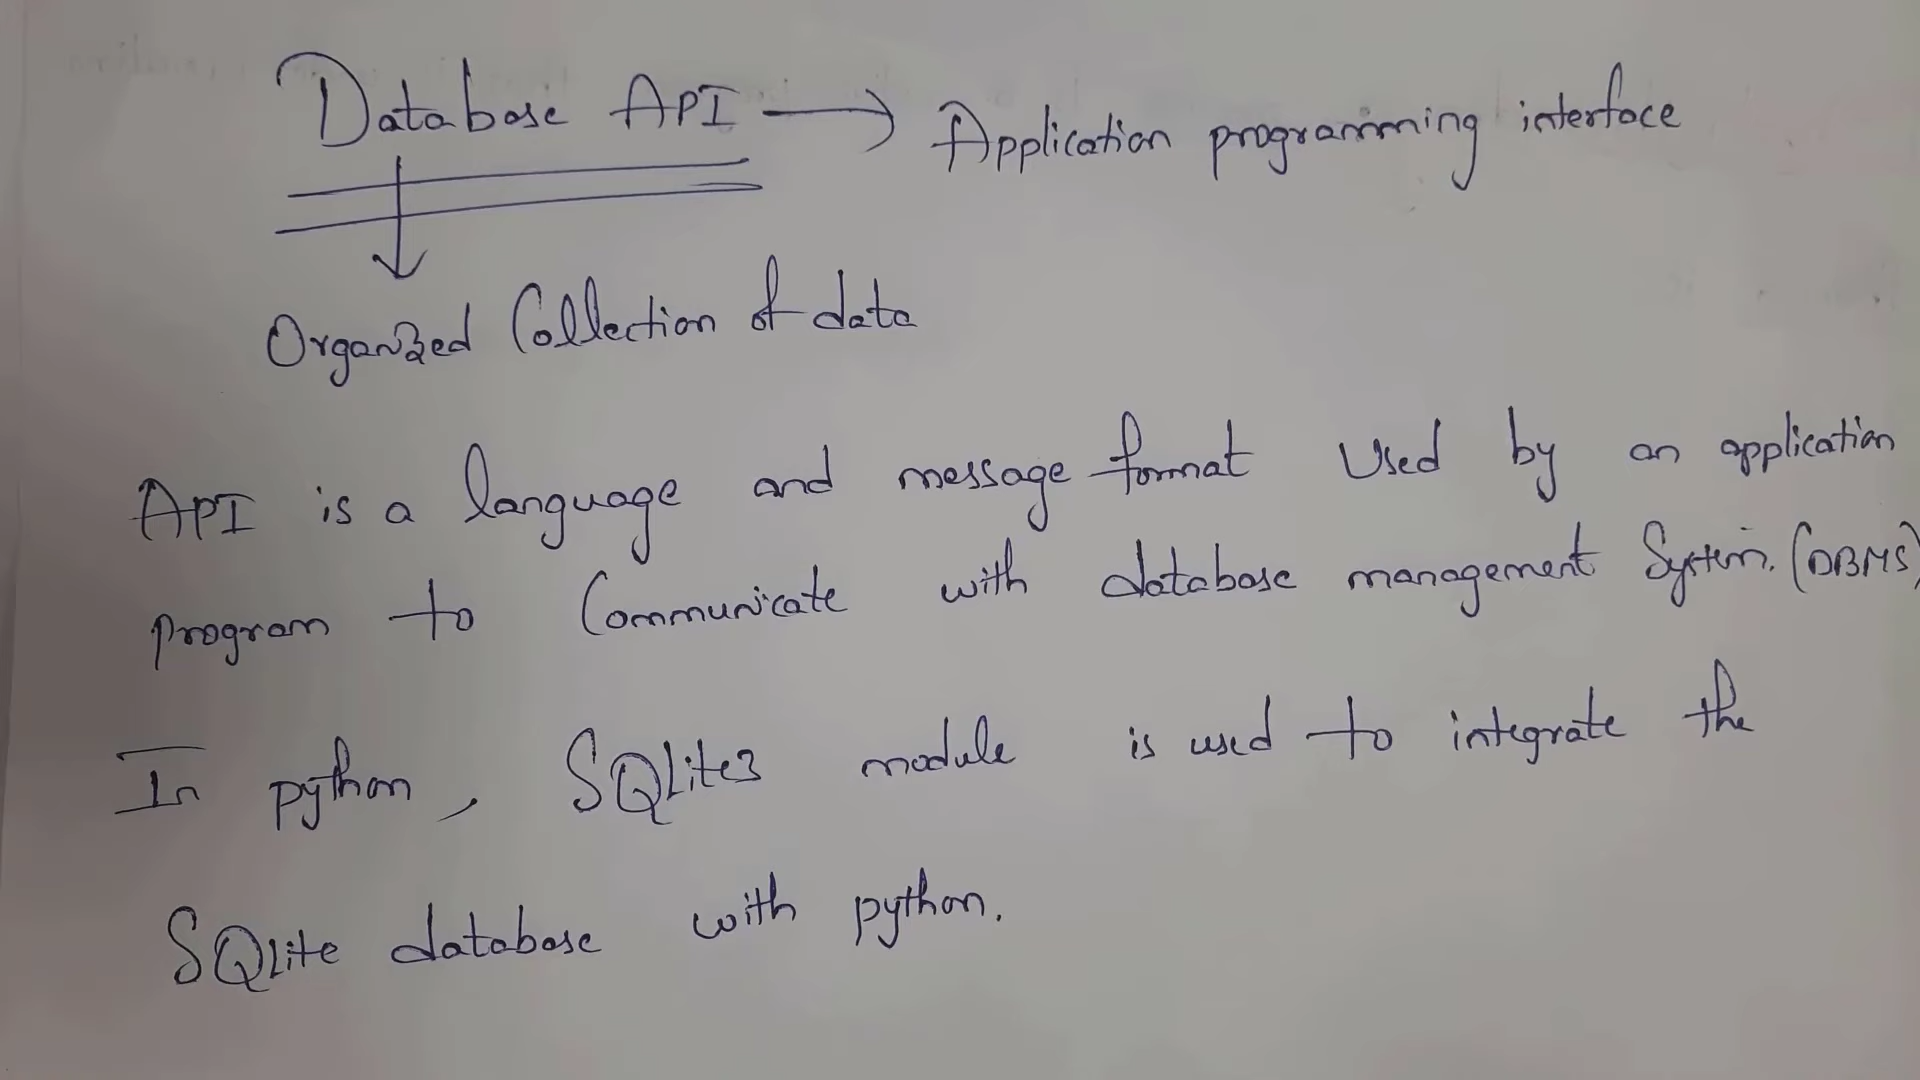 Database API → Application programming interface
Organized Collection of data
API is a language and message format Used by an application
program to Communicate with database management System. (DBMS)
In python, SQLite3 module is used to integrate the
SQLite database with python.